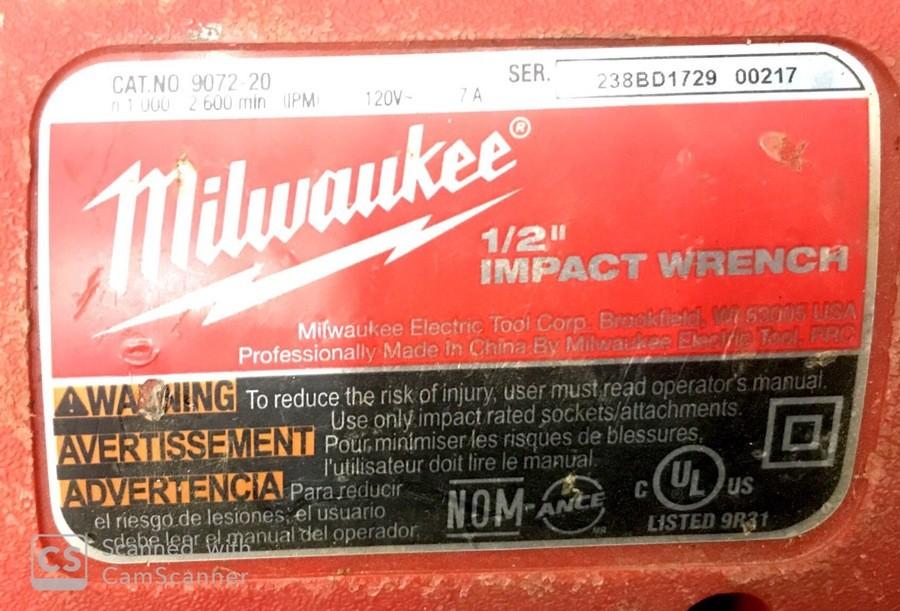 CAT.NO 9072-20
SER. 238BD1729 00217
n 1 000 2 600 min (IPM) 120V~ 7 A
Milwaukee®
1/2"
IMPACT WRENCH
Milwaukee Electric Tool Corp. Brookfield, WI 53005 USA
Professionally Made In China By Milwaukee Electric Tool, PRC
WARNING To reduce the risk of injury, user must read operator's manual.
Use only impact rated sockets/attachments.
AVERTISSEMENT Pour minimiser les risques de blessures,
l'utilisateur doit lire le manual.
ADVERTENCIA Para reducir
el riesgo de lesiones; el usuario
debe leer el manual del operador.
NOM-ANCE
MR
C UL US
LISTED 9R31
CS Scanned with
CamScanner